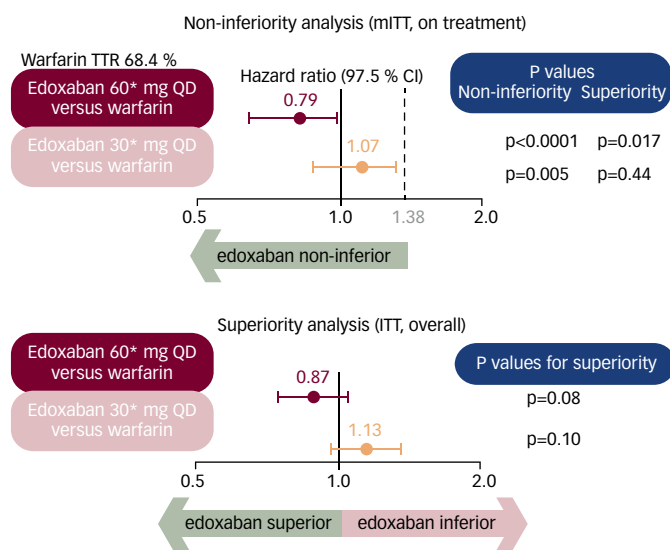 Non-inferiority analysis (mITT, on treatment)
Warfarin TTR 68.4 %
Edoxaban 60* mg QD
versus warfarin
Edoxaban 30* mg QD
versus warfarin
Hazard ratio (97.5 % CI)
0.79
1.07
P values
Non-inferiority Superiority
p<0.0001 p=0.017
p=0.005 p=0.44
0.5 1.0 1.38 2.0
edoxaban non-inferior
Superiority analysis (ITT, overall)
Edoxaban 60* mg QD
versus warfarin
Edoxaban 30* mg QD
versus warfarin
0.87
1.13
P values for superiority
p=0.08
p=0.10
0.5 1.0 2.0
edoxaban superior edoxaban inferior